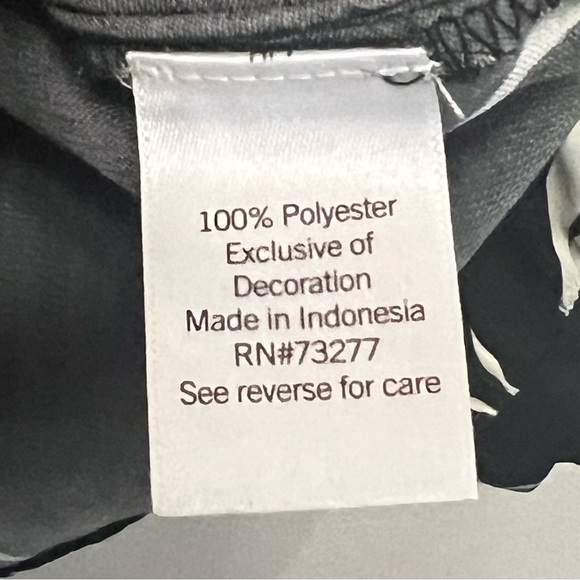 100% Polyester
Exclusive of
Decoration
Made in Indonesia
RN#73277
See reverse for care